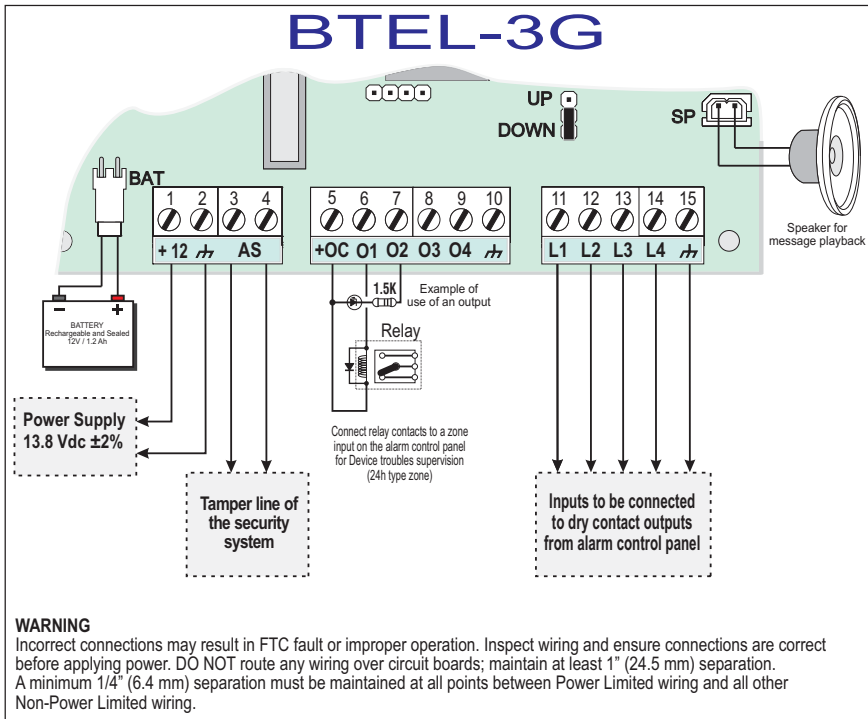 BTEL-3G
UP
DOWN
SP
BAT
1 2 3 4
+ 12 AS
5 6 7 8 9 10
+OC O1 O2 O3 O4
11 12 13 14 15
L1 L2 L3 L4
Speaker for
message playback
1.5K
Example of
use of an output
Relay
– +
BATTERY
Rechargeable and Sealed
12V / 1.2 Ah
Power Supply
13.8 Vdc ±2%
Connect relay contacts to a zone
input on the alarm control panel
for Device troubles supervision
(24h type zone)
Tamper line of
the security
system
Inputs to be connected
to dry contact outputs
from alarm control panel
WARNING
Incorrect connections may result in FTC fault or improper operation. Inspect wiring and ensure connections are correct
before applying power. DO NOT route any wiring over circuit boards; maintain at least 1” (24.5 mm) separation.
A minimum 1/4” (6.4 mm) separation must be maintained at all points between Power Limited wiring and all other
Non-Power Limited wiring.